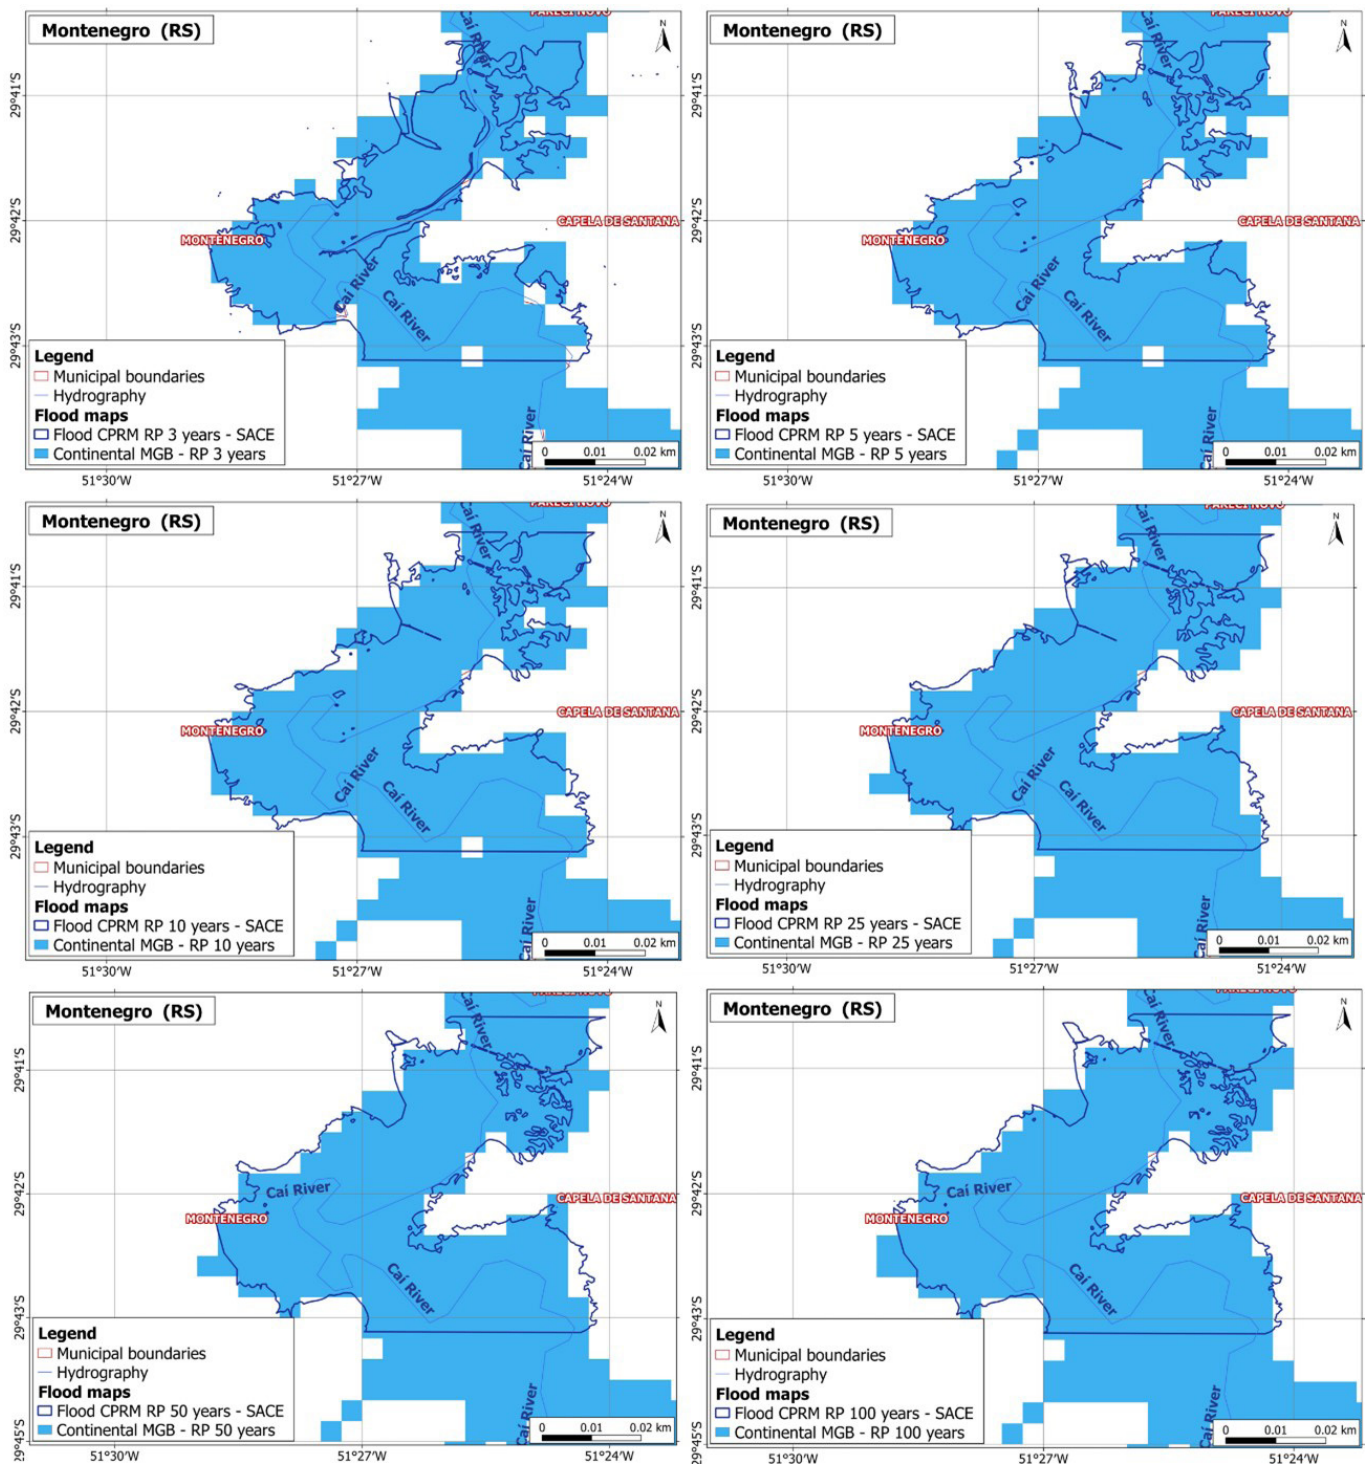 PARECI NOVO
Montenegro (RS)
N
Caí River
29°41'S
29°42'S
CAPELA DE SANTANA
MONTENEGRO
Caí River
Caí River
29°43'S
Legend
Municipal boundaries
Hydrography
Flood maps
Flood CPRM RP 3 years - SACE
Continental MGB - RP 3 years
Caí River
0 0.01 0.02 km
51°30'W 51°27'W 51°24'W
PARECI NOVO
Montenegro (RS)
N
Caí River
29°41'S
29°42'S
CAPELA DE SANTANA
MONTENEGRO
Caí River
Caí River
29°43'S
Legend
Municipal boundaries
Hydrography
Flood maps
Flood CPRM RP 5 years - SACE
Continental MGB - RP 5 years
Caí River
0 0.01 0.02 km
51°30'W 51°27'W 51°24'W
PARECI NOVO
Montenegro (RS)
N
Caí River
29°41'S
29°42'S
CAPELA DE SANTANA
MONTENEGRO
Caí River
Caí River
29°43'S
Legend
Municipal boundaries
Hydrography
Flood maps
Flood CPRM RP 10 years - SACE
Continental MGB - RP 10 years
Caí River
0 0.01 0.02 km
51°30'W 51°27'W 51°24'W
PARECI NOVO
Montenegro (RS)
N
Caí River
29°41'S
29°42'S
CAPELA DE SANTANA
MONTENEGRO
Caí River
Caí River
29°43'S
Legend
Municipal boundaries
Hydrography
Flood maps
Flood CPRM RP 25 years - SACE
Continental MGB - RP 25 years
Caí River
0 0.01 0.02 km
51°30'W 51°27'W 51°24'W
Montenegro (RS)
N
Caí River
29°41'S
Caí River
29°42'S
CAPELA DE SANTANA
MONTENEGRO
Caí River
29°43'S
Legend
Municipal boundaries
Hydrography
Flood maps
Flood CPRM RP 50 years - SACE
Continental MGB - RP 50 years
Caí River
0 0.01 0.02 km
29°45'S
51°30'W 51°27'W 51°24'W
Montenegro (RS)
N
Caí River
29°41'S
Caí River
29°42'S
CAPELA DE SANTANA
MONTENEGRO
Caí River
29°43'S
Legend
Municipal boundaries
Hydrography
Flood maps
Flood CPRM RP 100 years - SACE
Continental MGB - RP 100 years
Caí River
0 0.01 0.02 km
29°45'S
51°30'W 51°27'W 51°24'W